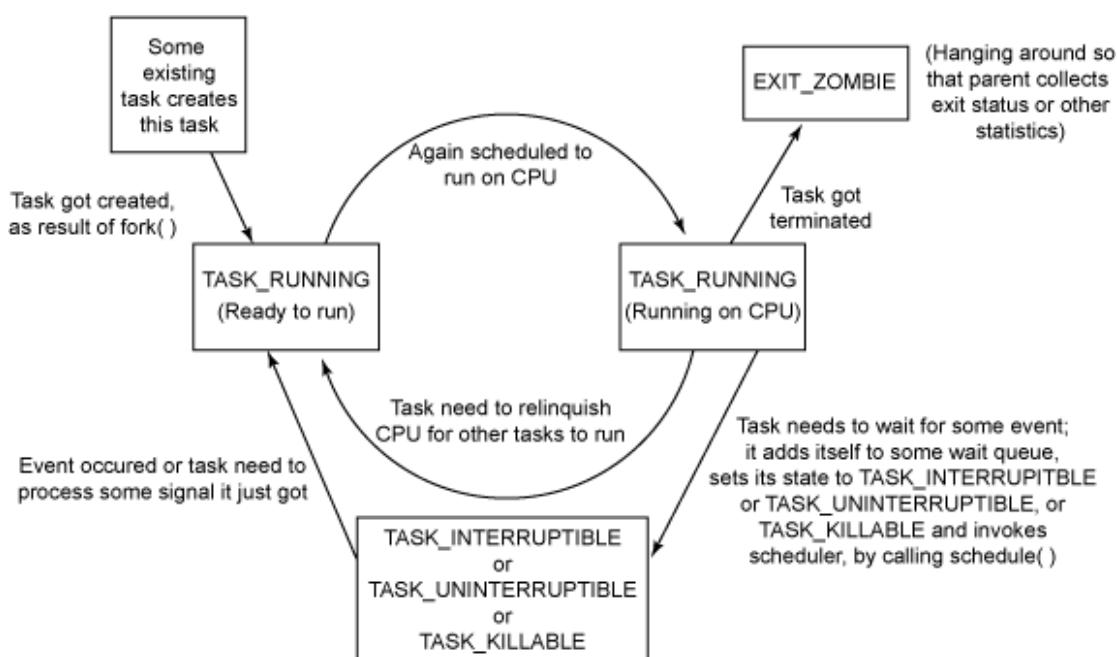 Some
existing
task creates
this task
EXIT_ZOMBIE
(Hanging around so
that parent collects
exit status or other
statistics)
Again scheduled to
run on CPU
Task got created,
as result of fork( )
Task got
terminated
TASK_RUNNING
(Ready to run)
TASK_RUNNING
(Running on CPU)
Task need to relinquish
CPU for other tasks to run
Event occured or task need to
process some signal it just got
Task needs to wait for some event;
it adds itself to some wait queue,
sets its state to TASK_INTERRUPITBLE
or TASK_UNINTERRUPTIBLE, or
TASK_KILLABLE and invokes
scheduler, by calling schedule( )
TASK_INTERRUPTIBLE
or
TASK_UNINTERRUPTIBLE
or
TASK_KILLABLE